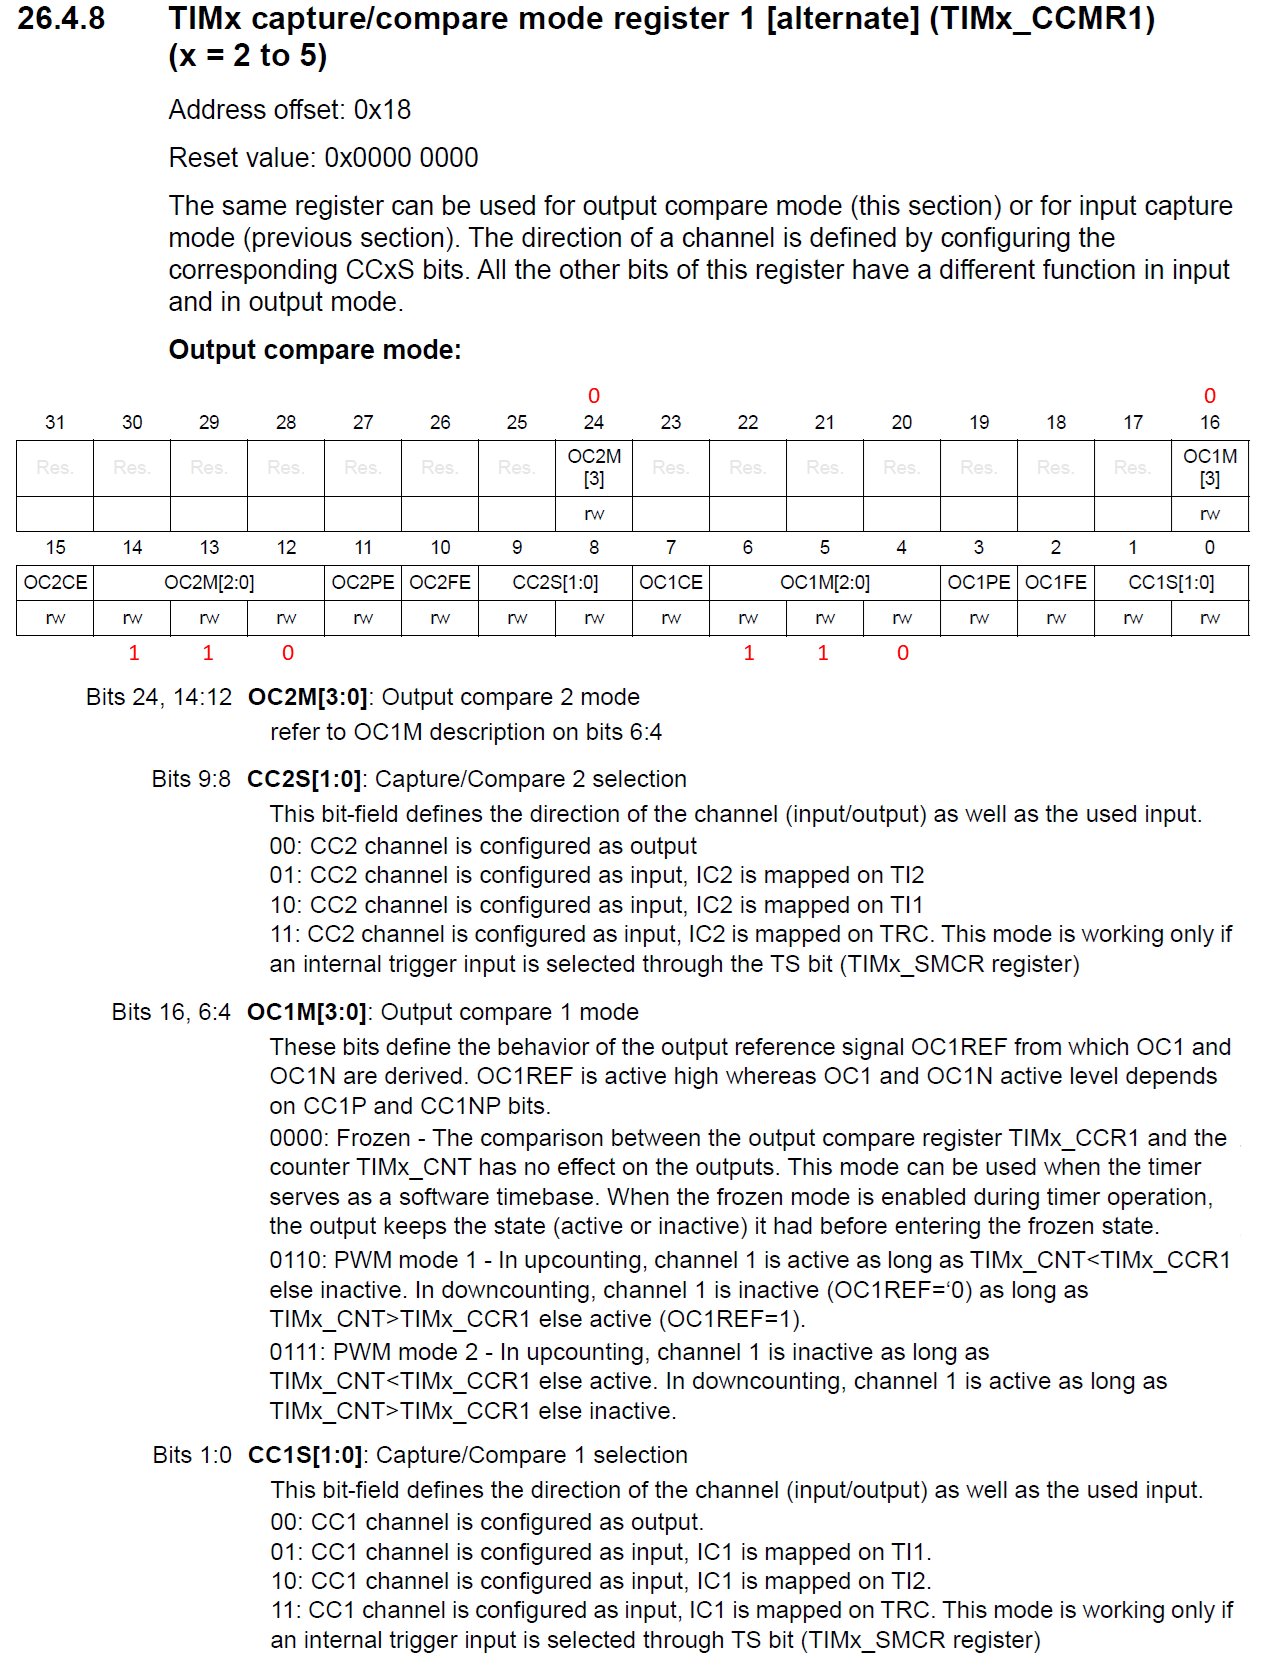 26.4.8 TIMx capture/compare mode register 1 [alternate] (TIMx_CCMR1)
(x = 2 to 5)
Address offset: 0x18
Reset value: 0x0000 0000
The same register can be used for output compare mode (this section) or for input capture
mode (previous section). The direction of a channel is defined by configuring the
corresponding CCxS bits. All the other bits of this register have a different function in input
and in output mode.
Output compare mode:
0 0
31 30 29 28 27 26 25 24 23 22 21 20 19 18 17 16
Res. Res. Res. Res. Res. Res. Res. OC2M [3] Res. Res. Res. Res. Res. Res. Res. OC1M [3]
rw rw
15 14 13 12 11 10 9 8 7 6 5 4 3 2 1 0
OC2CE OC2M[2:0] OC2PE OC2FE CC2S[1:0] OC1CE OC1M[2:0] OC1PE OC1FE CC1S[1:0]
rw rw rw rw rw rw rw rw rw rw rw rw rw rw rw rw
1 1 0 1 1 0
Bits 24, 14:12 OC2M[3:0]: Output compare 2 mode
refer to OC1M description on bits 6:4
Bits 9:8 CC2S[1:0]: Capture/Compare 2 selection
This bit-field defines the direction of the channel (input/output) as well as the used input.
00: CC2 channel is configured as output
01: CC2 channel is configured as input, IC2 is mapped on TI2
10: CC2 channel is configured as input, IC2 is mapped on TI1
11: CC2 channel is configured as input, IC2 is mapped on TRC. This mode is working only if
an internal trigger input is selected through the TS bit (TIMx_SMCR register)
Bits 16, 6:4 OC1M[3:0]: Output compare 1 mode
These bits define the behavior of the output reference signal OC1REF from which OC1 and
OC1N are derived. OC1REF is active high whereas OC1 and OC1N active level depends
on CC1P and CC1NP bits.
0000: Frozen - The comparison between the output compare register TIMx_CCR1 and the
counter TIMx_CNT has no effect on the outputs. This mode can be used when the timer
serves as a software timebase. When the frozen mode is enabled during timer operation,
the output keeps the state (active or inactive) it had before entering the frozen state.
0110: PWM mode 1 - In upcounting, channel 1 is active as long as TIMx_CNT<TIMx_CCR1
else inactive. In downcounting, channel 1 is inactive (OC1REF=‘0) as long as
TIMx_CNT>TIMx_CCR1 else active (OC1REF=1).
0111: PWM mode 2 - In upcounting, channel 1 is inactive as long as
TIMx_CNT<TIMx_CCR1 else active. In downcounting, channel 1 is active as long as
TIMx_CNT>TIMx_CCR1 else inactive.
Bits 1:0 CC1S[1:0]: Capture/Compare 1 selection
This bit-field defines the direction of the channel (input/output) as well as the used input.
00: CC1 channel is configured as output.
01: CC1 channel is configured as input, IC1 is mapped on TI1.
10: CC1 channel is configured as input, IC1 is mapped on TI2.
11: CC1 channel is configured as input, IC1 is mapped on TRC. This mode is working only if
an internal trigger input is selected through TS bit (TIMx_SMCR register)